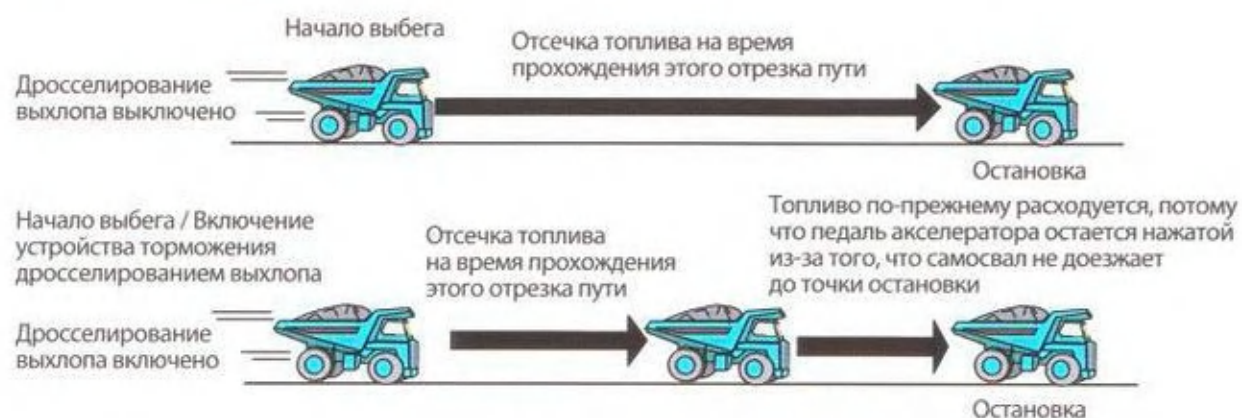 Начало выбега
Отсечка топлива на время
прохождения этого отрезка пути
Дросселирование
выхлопа выключено
Остановка
Начало выбега / Включение
устройства торможения
дросселированием выхлопа
Отсечка топлива
на время прохождения
этого отрезка пути
Топливо по-прежнему расходуется, потому
что педаль акселератора остается нажатой
из-за того, что самосвал не доезжает
до точки остановки
Дросселирование
выхлопа включено
Остановка